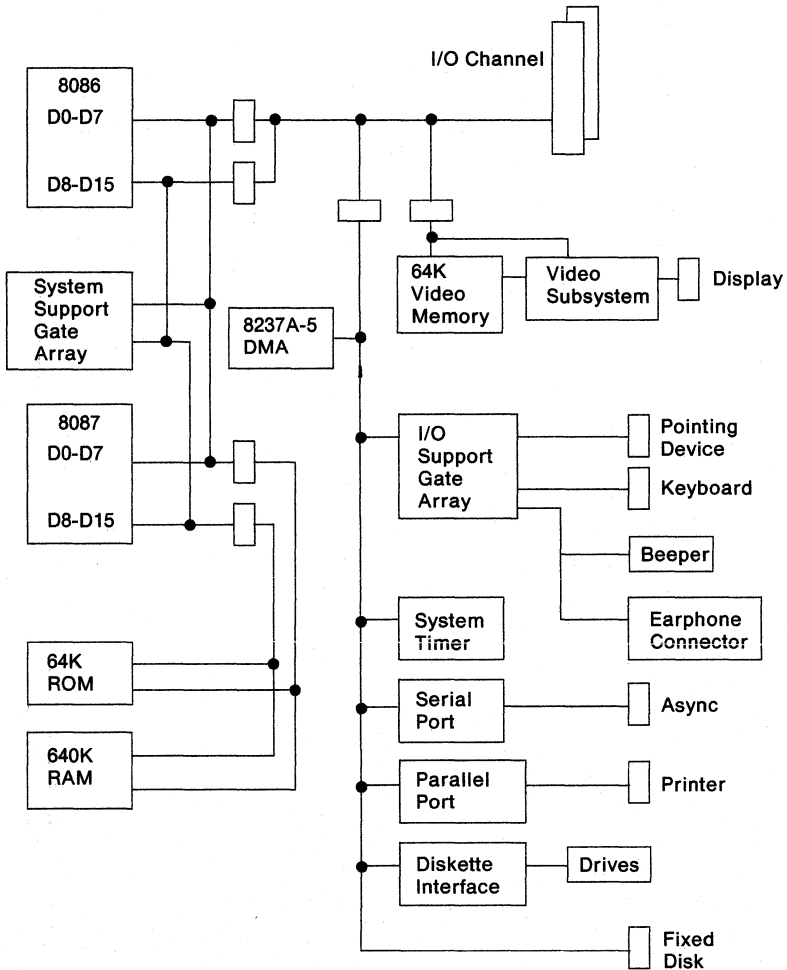 I/O Channel
8086
D0-D7
D8-D15
System
Support
Gate
Array
8237A-5
DMA
64K
Video
Memory
Video
Subsystem
Display
8087
D0-D7
D8-D15
I/O
Support
Gate
Array
Pointing
Device
Keyboard
Beeper
Earphone
Connector
System
Timer
64K
ROM
640K
RAM
Serial
Port
Async
Parallel
Port
Printer
Diskette
Interface
Drives
Fixed
Disk